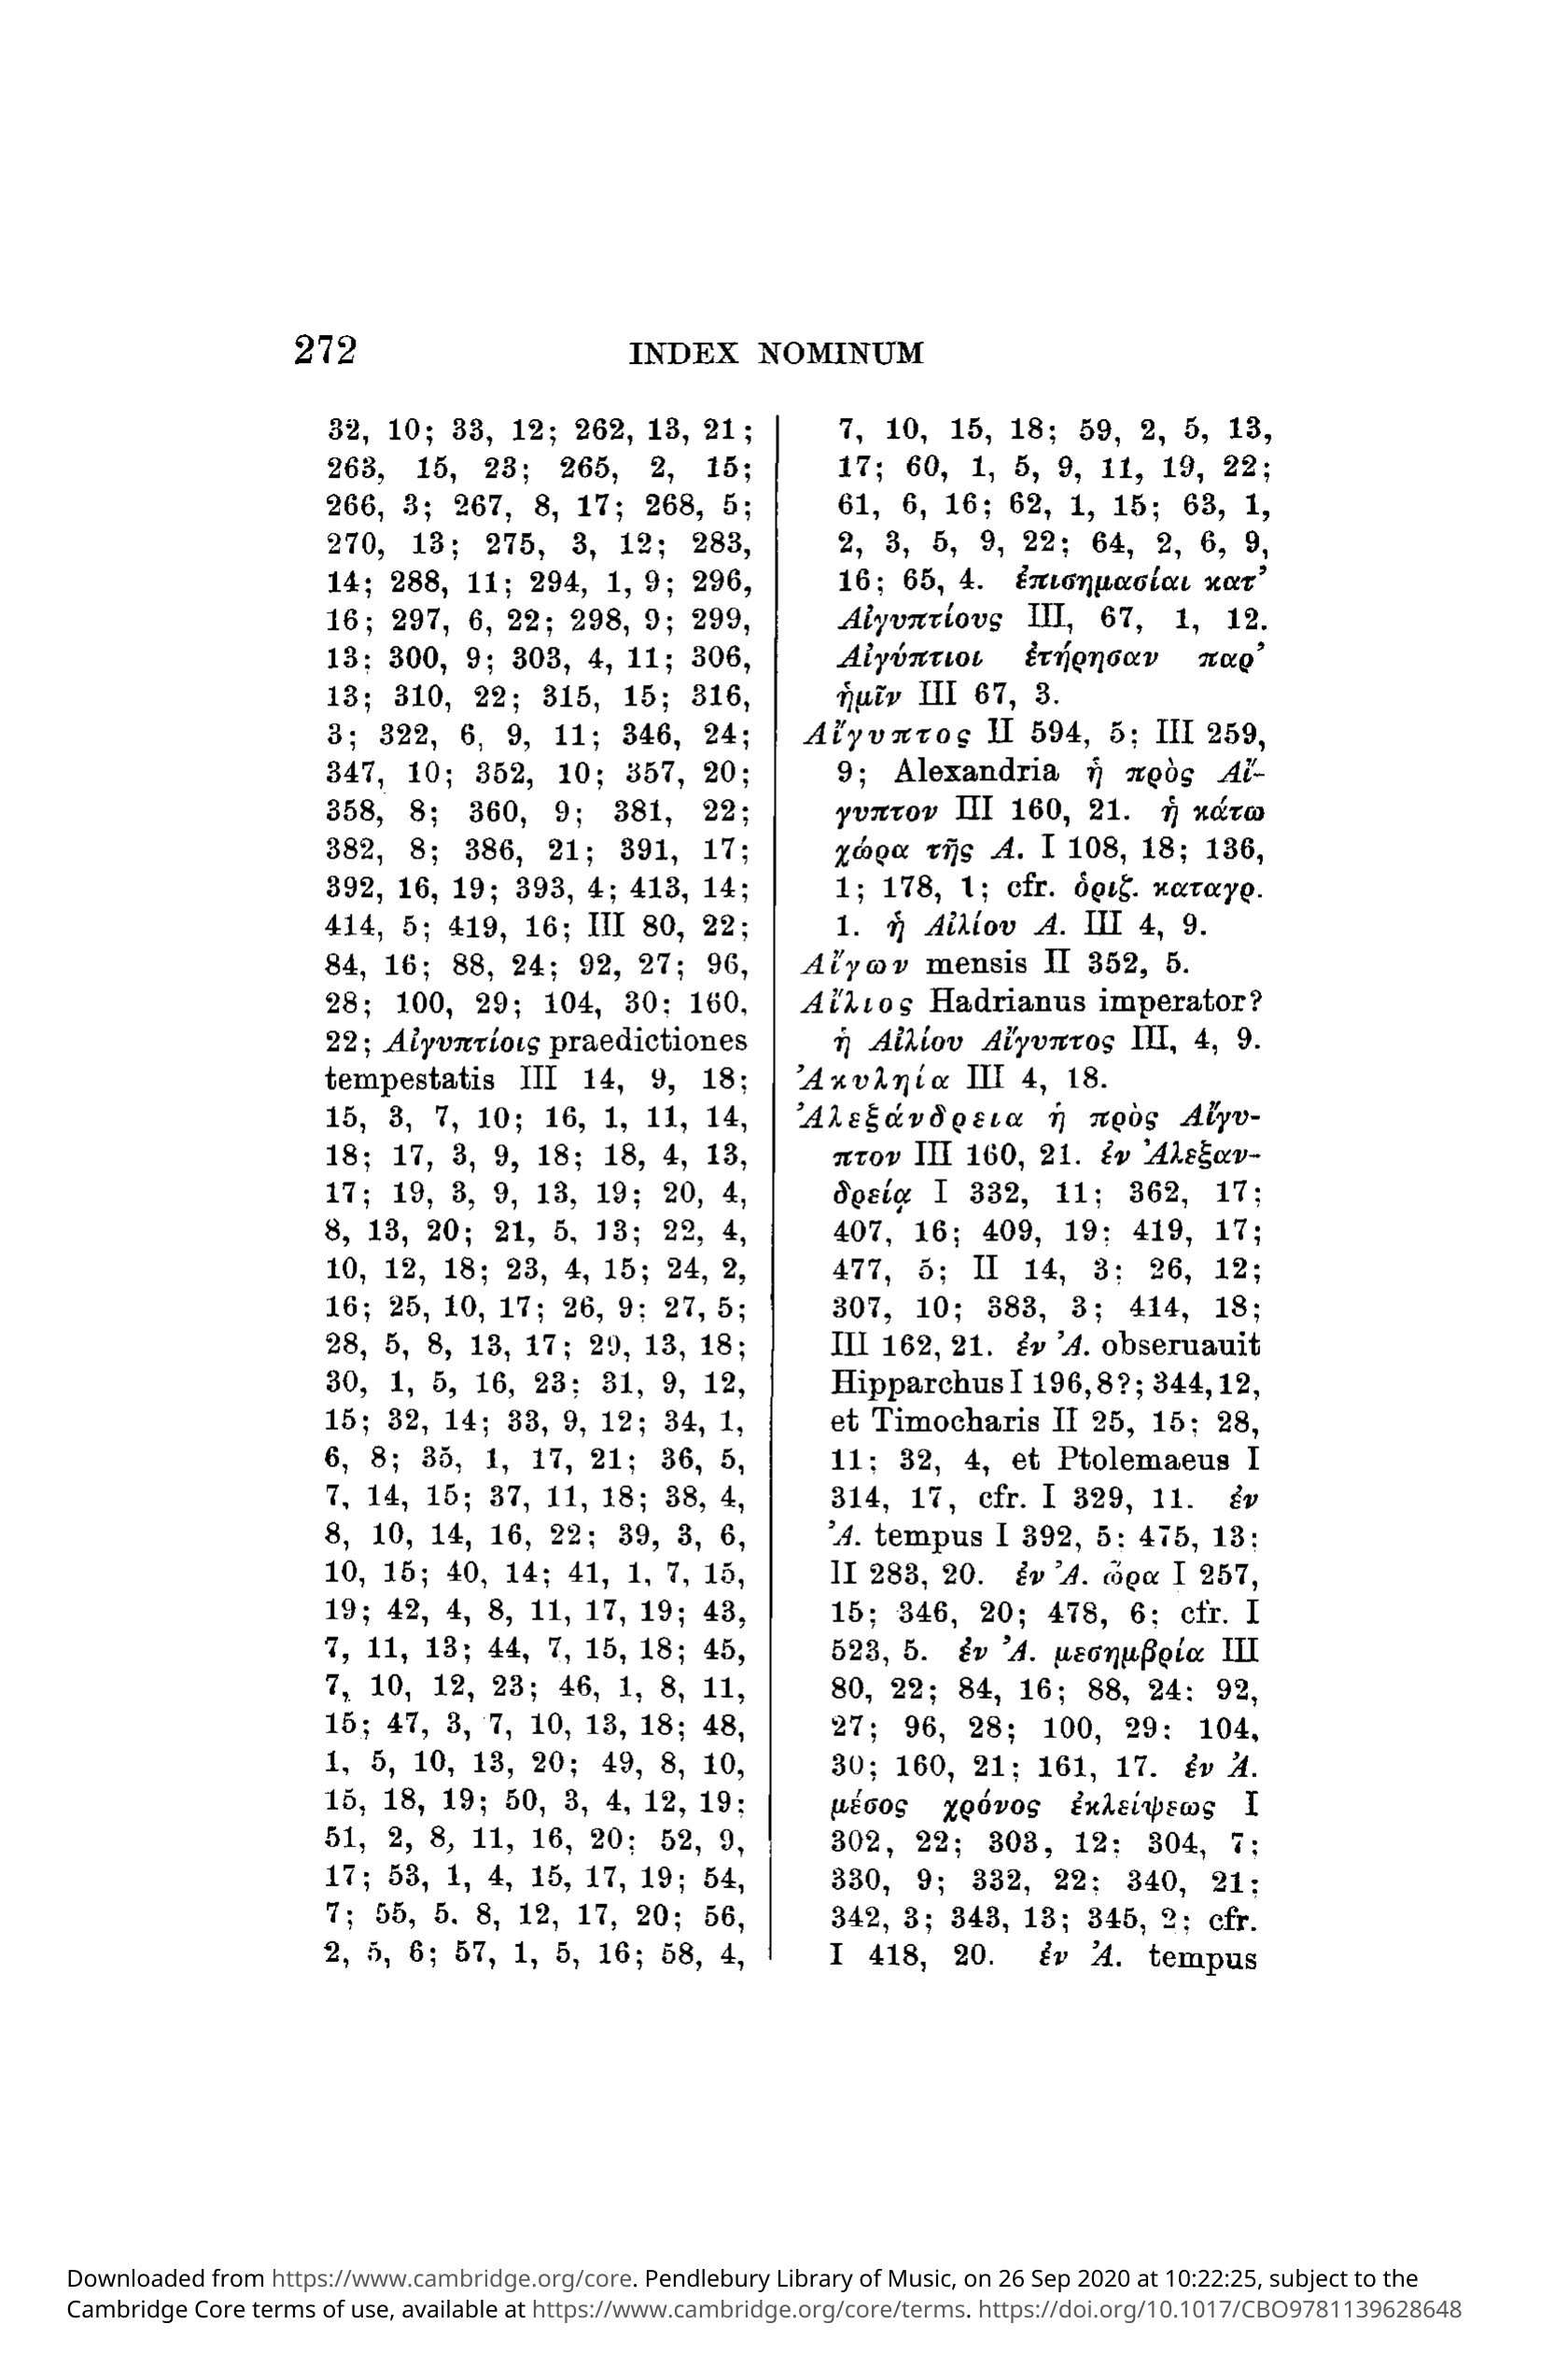 272
INDEX NOMINUM
32, 10; 33, 12; 262, 13, 21;
263, 15, 23; 265, 2, 15;
266, 3; 267, 8, 17; 268, 5;
270, 13; 275, 3, 12; 283,
14; 288, 11; 294, 1, 9; 296,
16; 297, 6, 22; 298, 9; 299,
13; 300, 9; 303, 4, 11; 306,
13; 310, 22; 315, 15; 316,
3; 322, 6, 9, 11; 346, 24;
347, 10; 352, 10; 357, 20;
358, 8; 360, 9; 381, 22;
382, 8; 386, 21; 391, 17;
392, 16, 19; 393, 4; 413, 14;
414, 5; 419, 16; III 80, 22;
84, 16; 88, 24; 92, 27; 96,
28; 100, 29; 104, 30; 160,
22; Αἰγυπτίοις praedictiones
tempestatis III 14, 9, 18;
15, 3, 7, 10; 16, 1, 11, 14,
18; 17, 3, 9, 18; 18, 4, 13,
17; 19, 3, 9, 13, 19; 20, 4,
8, 13, 20; 21, 5, 13; 22, 4,
10, 12, 18; 23, 4, 15; 24, 2,
16; 25, 10, 17; 26, 9; 27, 5;
28, 5, 8, 13, 17; 29, 13, 18;
30, 1, 5, 16, 23; 31, 9, 12,
15; 32, 14; 33, 9, 12; 34, 1,
6, 8; 35, 1, 17, 21; 36, 5,
7, 14, 15; 37, 11, 18; 38, 4,
8, 10, 14, 16, 22; 39, 3, 6,
10, 15; 40, 14; 41, 1, 7, 15,
19; 42, 4, 8, 11, 17, 19; 43,
7, 11, 13; 44, 7, 15, 18; 45,
7, 10, 12, 23; 46, 1, 8, 11,
15; 47, 3, 7, 10, 13, 18; 48,
1, 5, 10, 13, 20; 49, 8, 10,
15, 18, 19; 50, 3, 4, 12, 19;
51, 2, 8, 11, 16, 20; 52, 9,
17; 53, 1, 4, 15, 17, 19; 54,
7; 55, 5. 8, 12, 17, 20; 56,
2, 5, 6; 57, 1, 5, 16; 58, 4,
7, 10, 15, 18; 59, 2, 5, 13,
17; 60, 1, 5, 9, 11, 19, 22;
61, 6, 16; 62, 1, 15; 63, 1,
2, 3, 5, 9, 22; 64, 2, 6, 9,
16; 65, 4. ἐπισημασίαι κατ’
Αἰγυπτίους III, 67, 1, 12.
Αἰγύπτιοι ἐτήρησαν παρ’
ἡμῖν III 67, 3.
Αἴγυπτος II 594, 5; III 259,
9; Alexandria ἡ πρὸς Αἴ-
γυπτον III 160, 21. ἡ κάτω
χώρα τῆς Α. I 108, 18; 136,
1; 178, 1; cfr. ὁριζ. καταγρ.
1. ἡ Αἰλίου Α. III 4, 9.
Αἴγων mensis II 352, 5.
Αἴλιος Hadrianus imperator?
ἡ Αἰλίου Αἴγυπτος III, 4, 9.
Ἀκυληία III 4, 18.
Ἀλεξάνδρεια ἡ πρὸς Αἴγυ-
πτον III 160, 21. ἐν Ἀλεξαν-
δρείᾳ I 332, 11; 362, 17;
407, 16; 409, 19; 419, 17;
477, 5; II 14, 3; 26, 12;
307, 10; 383, 3; 414, 18;
III 162, 21. ἐν Ἀ. obseruauit
Hipparchus I 196, 8?; 344, 12,
et Timocharis II 25, 15; 28,
11; 32, 4, et Ptolemaeus I
314, 17, cfr. I 329, 11. ἐν
Ἀ. tempus I 392, 5; 475, 13;
II 283, 20. ἐν Ἀ. ὥρα I 257,
15; 346, 20; 478, 6; cfr. I
523, 5. ἐν Ἀ. μεσημβρία III
80, 22; 84, 16; 88, 24; 92,
27; 96, 28; 100, 29; 104,
30; 160, 21; 161, 17. ἐν Ἀ.
μέσος χρόνος ἐκλείψεως I
302, 22; 303, 12; 304, 7;
330, 9; 332, 22; 340, 21;
342, 3; 343, 13; 345, 2; cfr.
I 418, 20. ἐν Ἀ. tempus
Downloaded from https://www.cambridge.org/core. Pendlebury Library of Music, on 26 Sep 2020 at 10:22:25, subject to the
Cambridge Core terms of use, available at https://www.cambridge.org/core/terms. https://doi.org/10.1017/CBO9781139628648